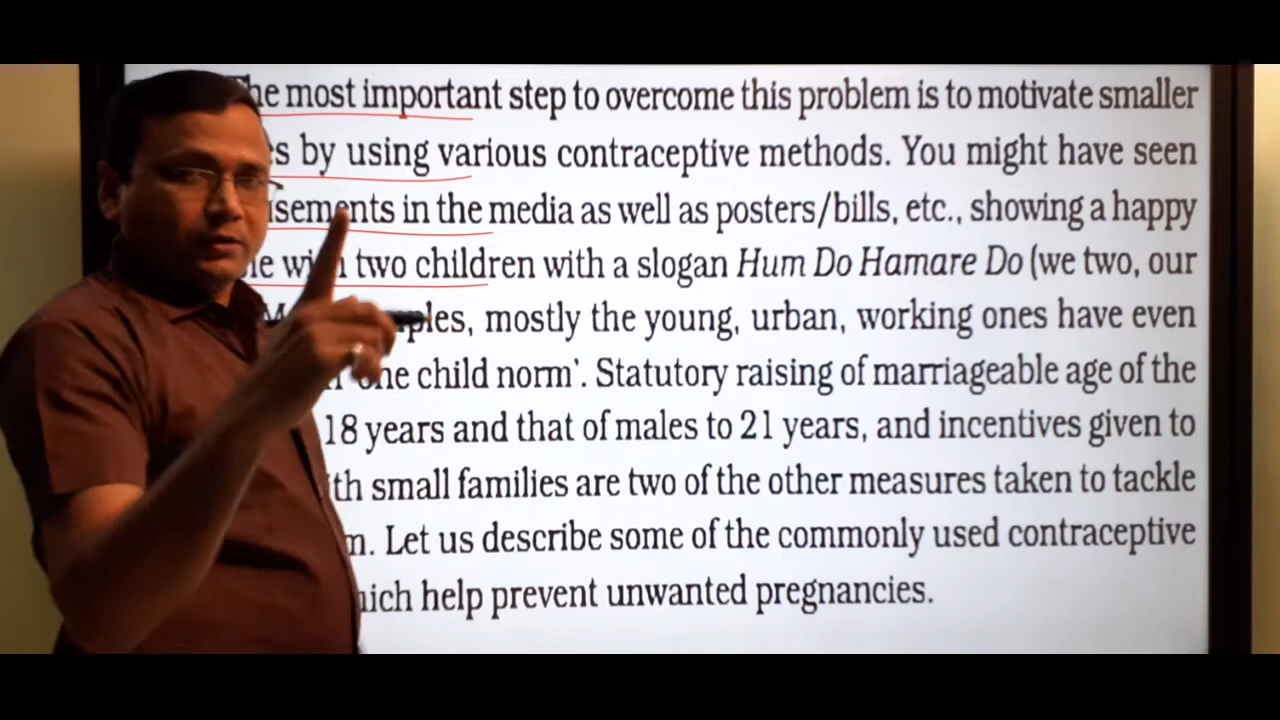 The most important step to overcome this problem is to motivate smaller
by using various contraceptive methods. You might have seen
in the media as well as posters/bills, etc., showing a happy
two children with a slogan Hum Do Hamare Do (we two, our
mostly the young, urban, working ones have even
one child norm'. Statutory raising of marriageable age of the
18 years and that of males to 21 years, and incentives given to
small families are two of the other measures taken to tackle
Let us describe some of the commonly used contraceptive
help prevent unwanted pregnancies.